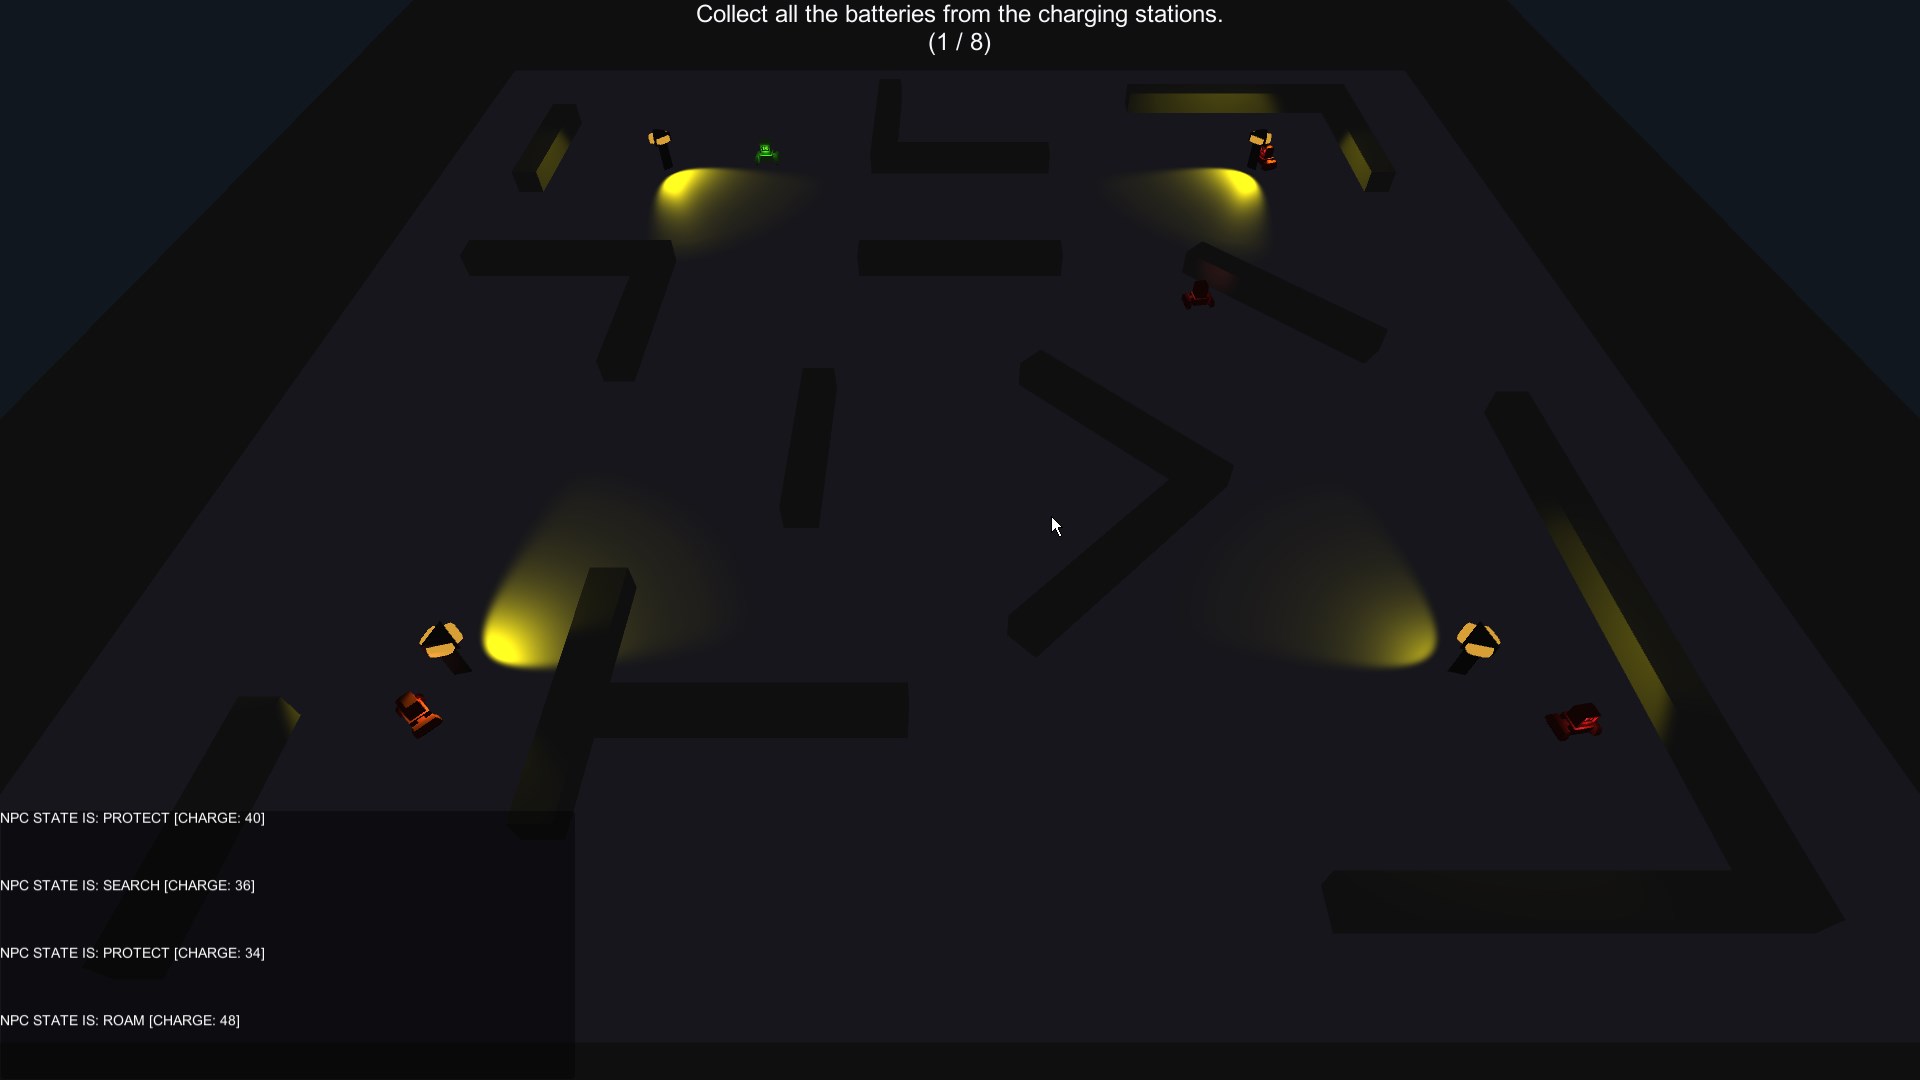 Collect all the batteries from the charging stations.
(1 / 8)
NPC STATE IS: PROTECT [CHARGE: 40]
NPC STATE IS: SEARCH [CHARGE: 36]
NPC STATE IS: PROTECT [CHARGE: 34]
NPC STATE IS: ROAM [CHARGE: 48]